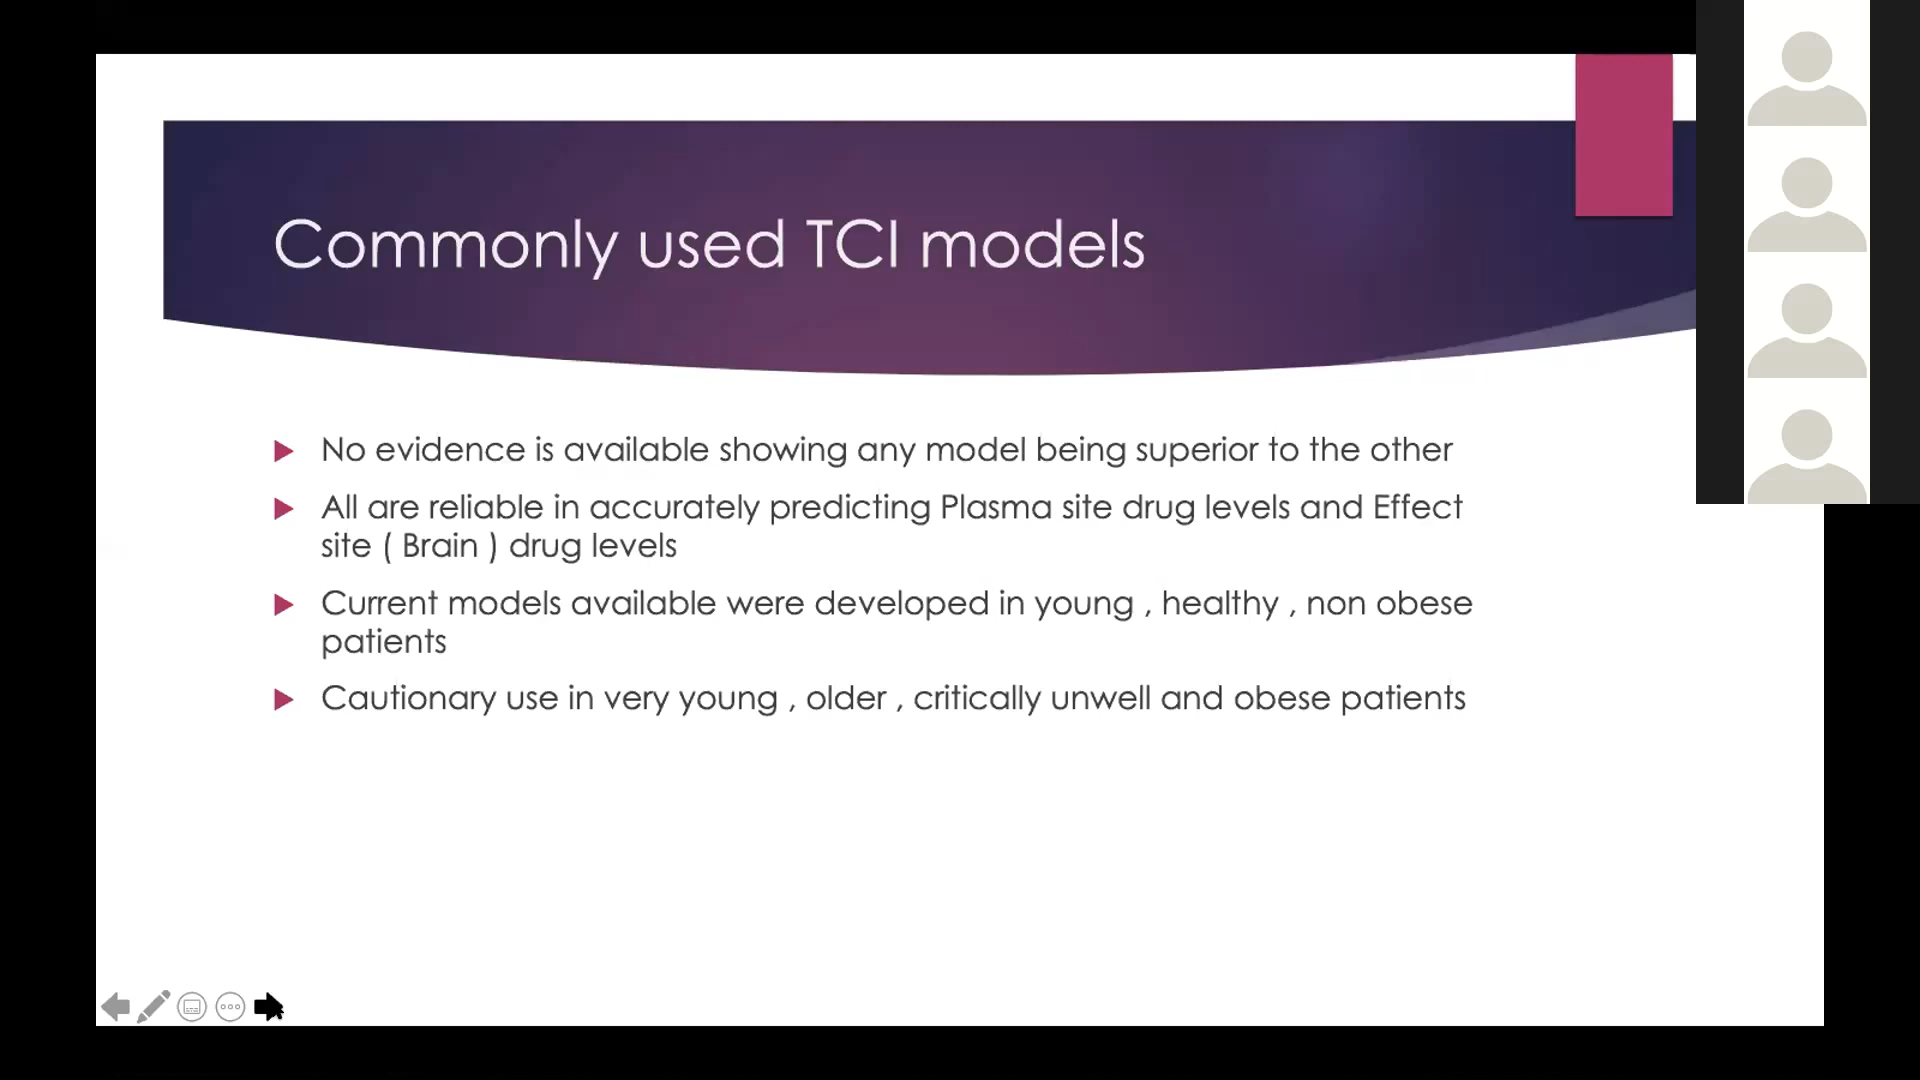 Commonly used TCI models
No evidence is available showing any model being superior to the other
All are reliable in accurately predicting Plasma site drug levels and Effect
site ( Brain ) drug levels
Current models available were developed in young , healthy , non obese
patients
Cautionary use in very young , older , critically unwell and obese patients